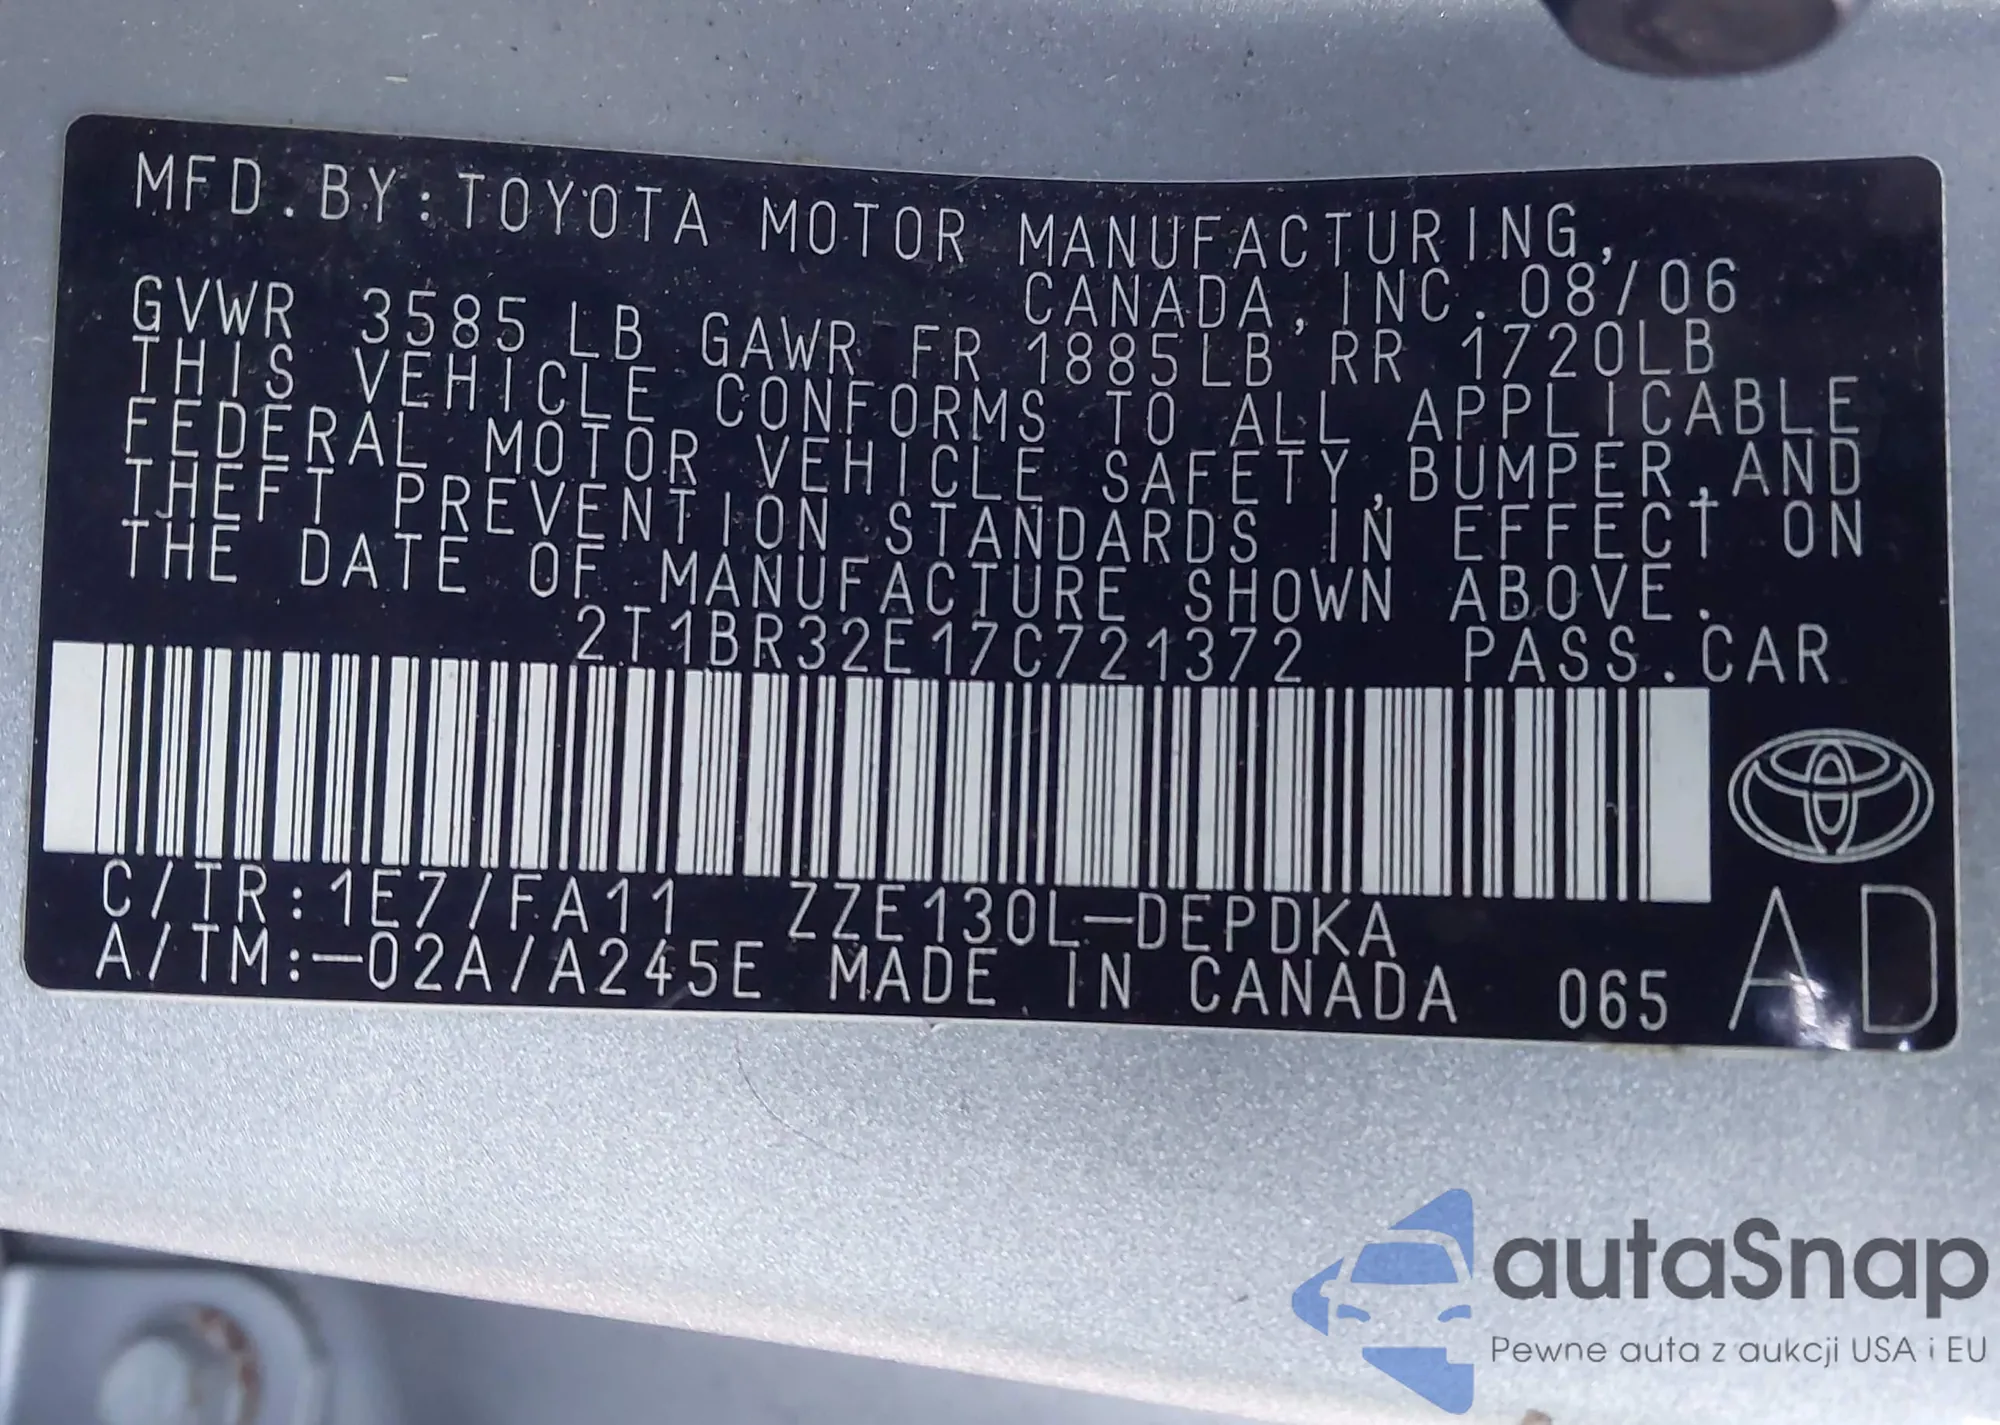 MFD.BY:TOYOTA MOTOR MANUFACTURING,
CANADA,INC.08/06
GVWR 3585LB GAWR FR 1885LB RR 1720LB
THIS VEHICLE CONFORMS TO ALL APPLICABLE
FEDERAL MOTOR VEHICLE SAFETY,BUMPER,AND
THEFT PREVENTION STANDARDS IN EFFECT ON
THE DATE OF MANUFACTURE SHOWN ABOVE.
2T1BR32E17C721372 PASS.CAR
C/TR:1E7/FA11 ZZE130L-DEPDKA
A/TM:-02A/A245E MADE IN CANADA 065 AD
autaSnap
Pewne auta z aukcji USA i EU